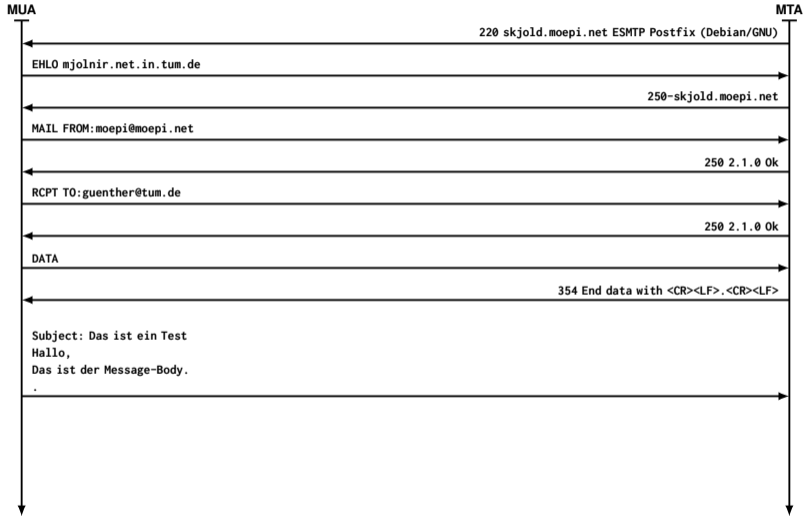 MUA
MTA
220 skjold.moepi.net ESMTP Postfix (Debian/GNU)
EHLO mjolnir.net.in.tum.de
250-skjold.moepi.net
MAIL FROM:moepi@moepi.net
250 2.1.0 Ok
RCPT TO:guenther@tum.de
250 2.1.0 Ok
DATA
354 End data with <CR><LF>.<CR><LF>
Subject: Das ist ein Test
Hallo,
Das ist der Message-Body.
.